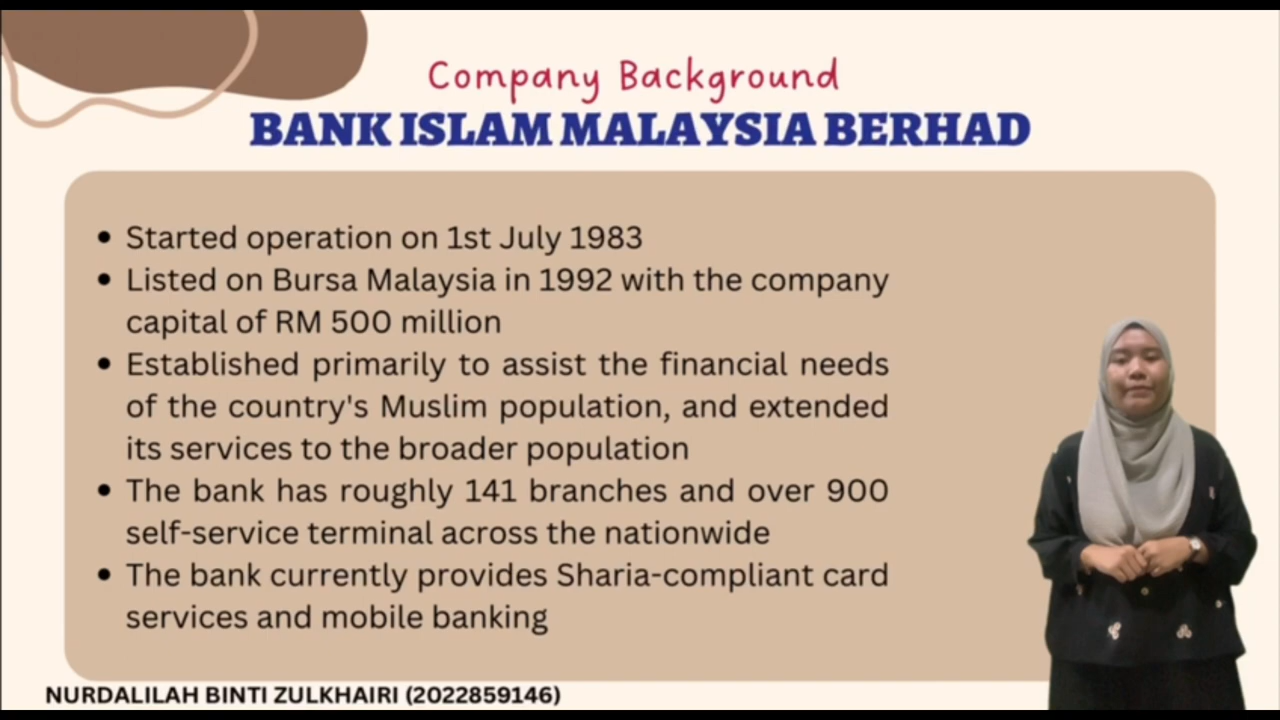 Company Background
BANK ISLAM MALAYSIA BERHAD
• Started operation on 1st July 1983
• Listed on Bursa Malaysia in 1992 with the company
capital of RM 500 million
• Established primarily to assist the financial needs
of the country's Muslim population, and extended
its services to the broader population
• The bank has roughly 141 branches and over 900
self-service terminal across the nationwide
• The bank currently provides Sharia-compliant card
services and mobile banking
NURDALILAH BINTI ZULKHAIRI (2022859146)